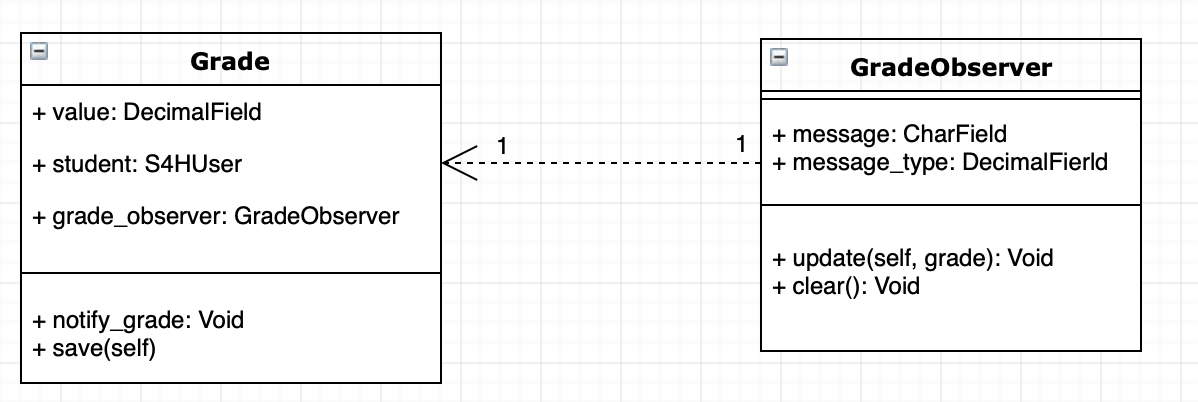 Grade
+ value: DecimalField
+ student: S4HUser
+ grade_observer: GradeObserver
+ notify_grade: Void
+ save(self)
1
1
GradeObserver
+ message: CharField
+ message_type: DecimalFierld
+ update(self, grade): Void
+ clear(): Void